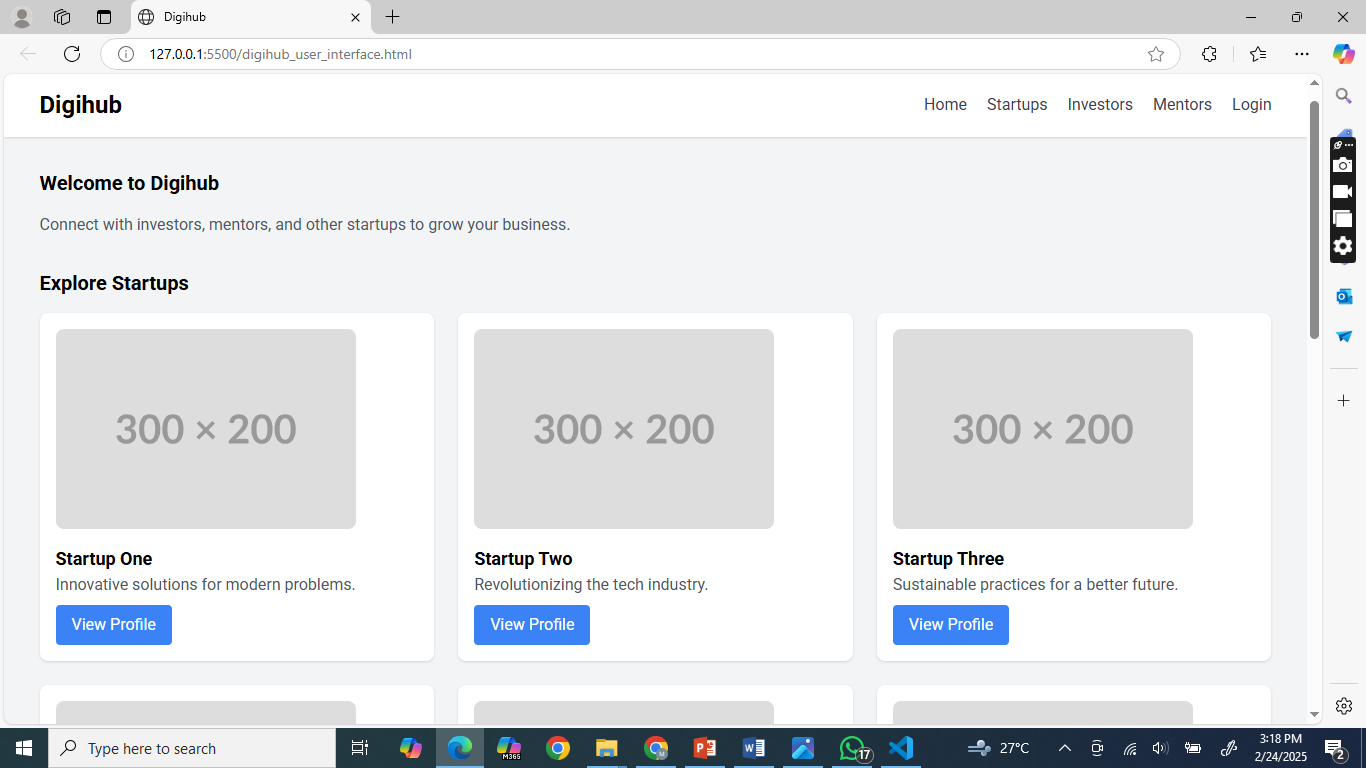 Digihub
127.0.0.1:5500/digihub_user_interface.html
Digihub
Home Startups Investors Mentors Login
Welcome to Digihub
Connect with investors, mentors, and other startups to grow your business.
Explore Startups
300 × 200 300 × 200 300 × 200
Startup One Startup Two Startup Three
Innovative solutions for modern problems. Revolutionizing the tech industry. Sustainable practices for a better future.
View Profile View Profile View Profile
Type here to search
M365
17
27°C
3:18 PM
2/24/2025
2